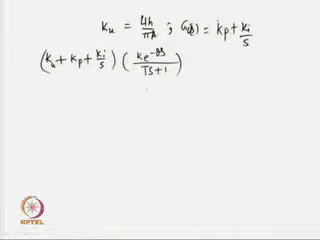 Ku = 4h/πA ; G(s) = kp + ki/s
(Ku + kp + ki/s) (ke^-θs / Ts+1)
NPTEL